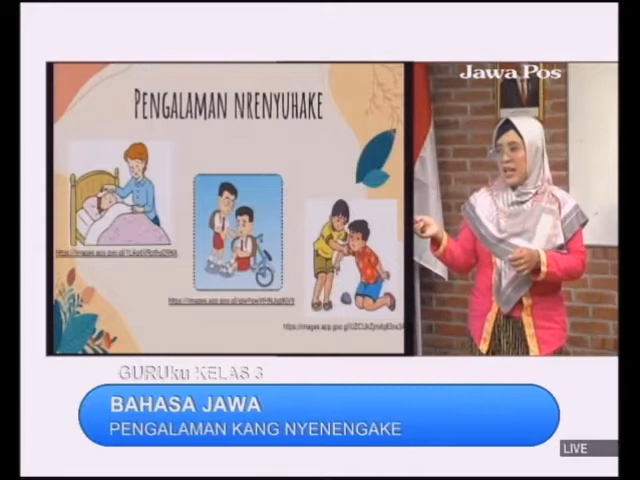 Jawa Pos
PENGALAMAN NRENYUHAKE
GURUku KELAS 3
BAHASA JAWA
PENGALAMAN KANG NYENENGAKE
LIVE